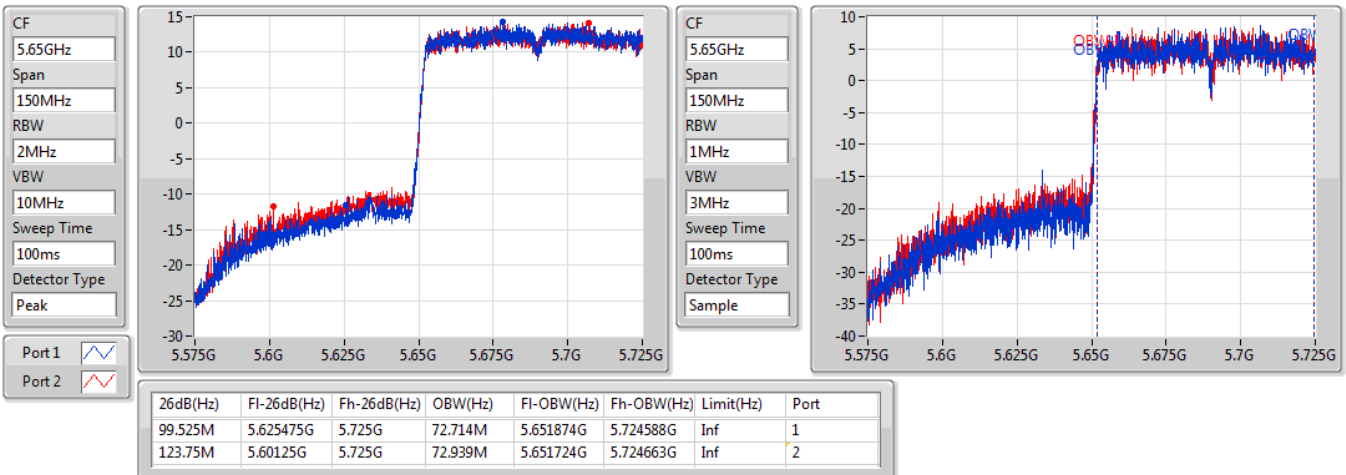 CF
5.65GHz
Span
150MHz
RBW
2MHz
VBW
10MHz
Sweep Time
100ms
Detector Type
Peak
15
10
5
0
-5
-10
-15
-20
-25
-30
5.575G 5.6G 5.625G 5.65G 5.675G 5.7G 5.725G
CF
5.65GHz
Span
150MHz
RBW
1MHz
VBW
3MHz
Sweep Time
100ms
Detector Type
Sample
10
5
0
-5
-10
-15
-20
-25
-30
-35
-40
5.575G 5.6G 5.625G 5.65G 5.675G 5.7G 5.725G
Port 1
Port 2
26dB(Hz) Fl-26dB(Hz) Fh-26dB(Hz) OBW(Hz) Fl-OBW(Hz) Fh-OBW(Hz) Limit(Hz) Port
99.525M 5.625475G 5.725G 72.714M 5.651874G 5.724588G Inf 1
123.75M 5.60125G 5.725G 72.939M 5.651724G 5.724663G Inf 2